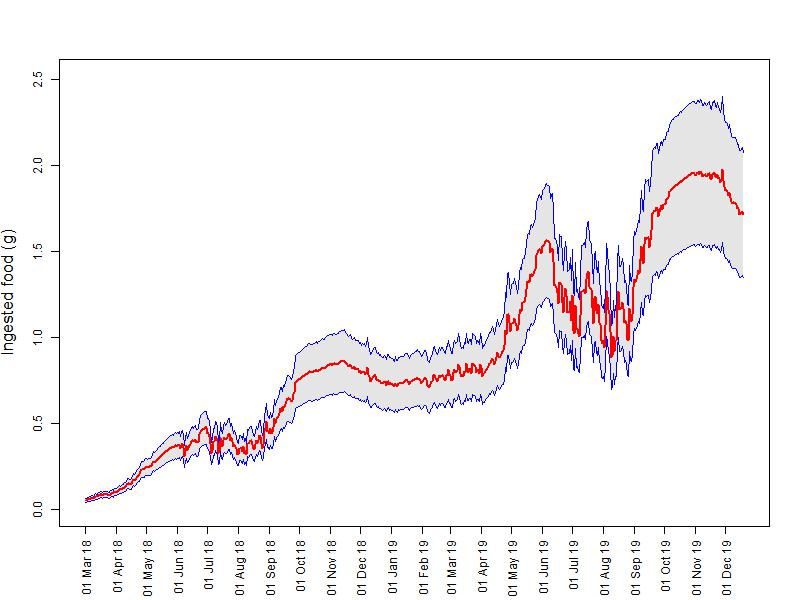 Ingested food (g)
2.5
2.0
1.5
1.0
0.5
0.0
01 Mar 18
01 Apr 18
01 May 18
01 Jun 18
01 Jul 18
01 Aug 18
01 Sep 18
01 Oct 18
01 Nov 18
01 Dec 18
01 Jan 19
01 Feb 19
01 Mar 19
01 Apr 19
01 May 19
01 Jun 19
01 Jul 19
01 Aug 19
01 Sep 19
01 Oct 19
01 Nov 19
01 Dec 19